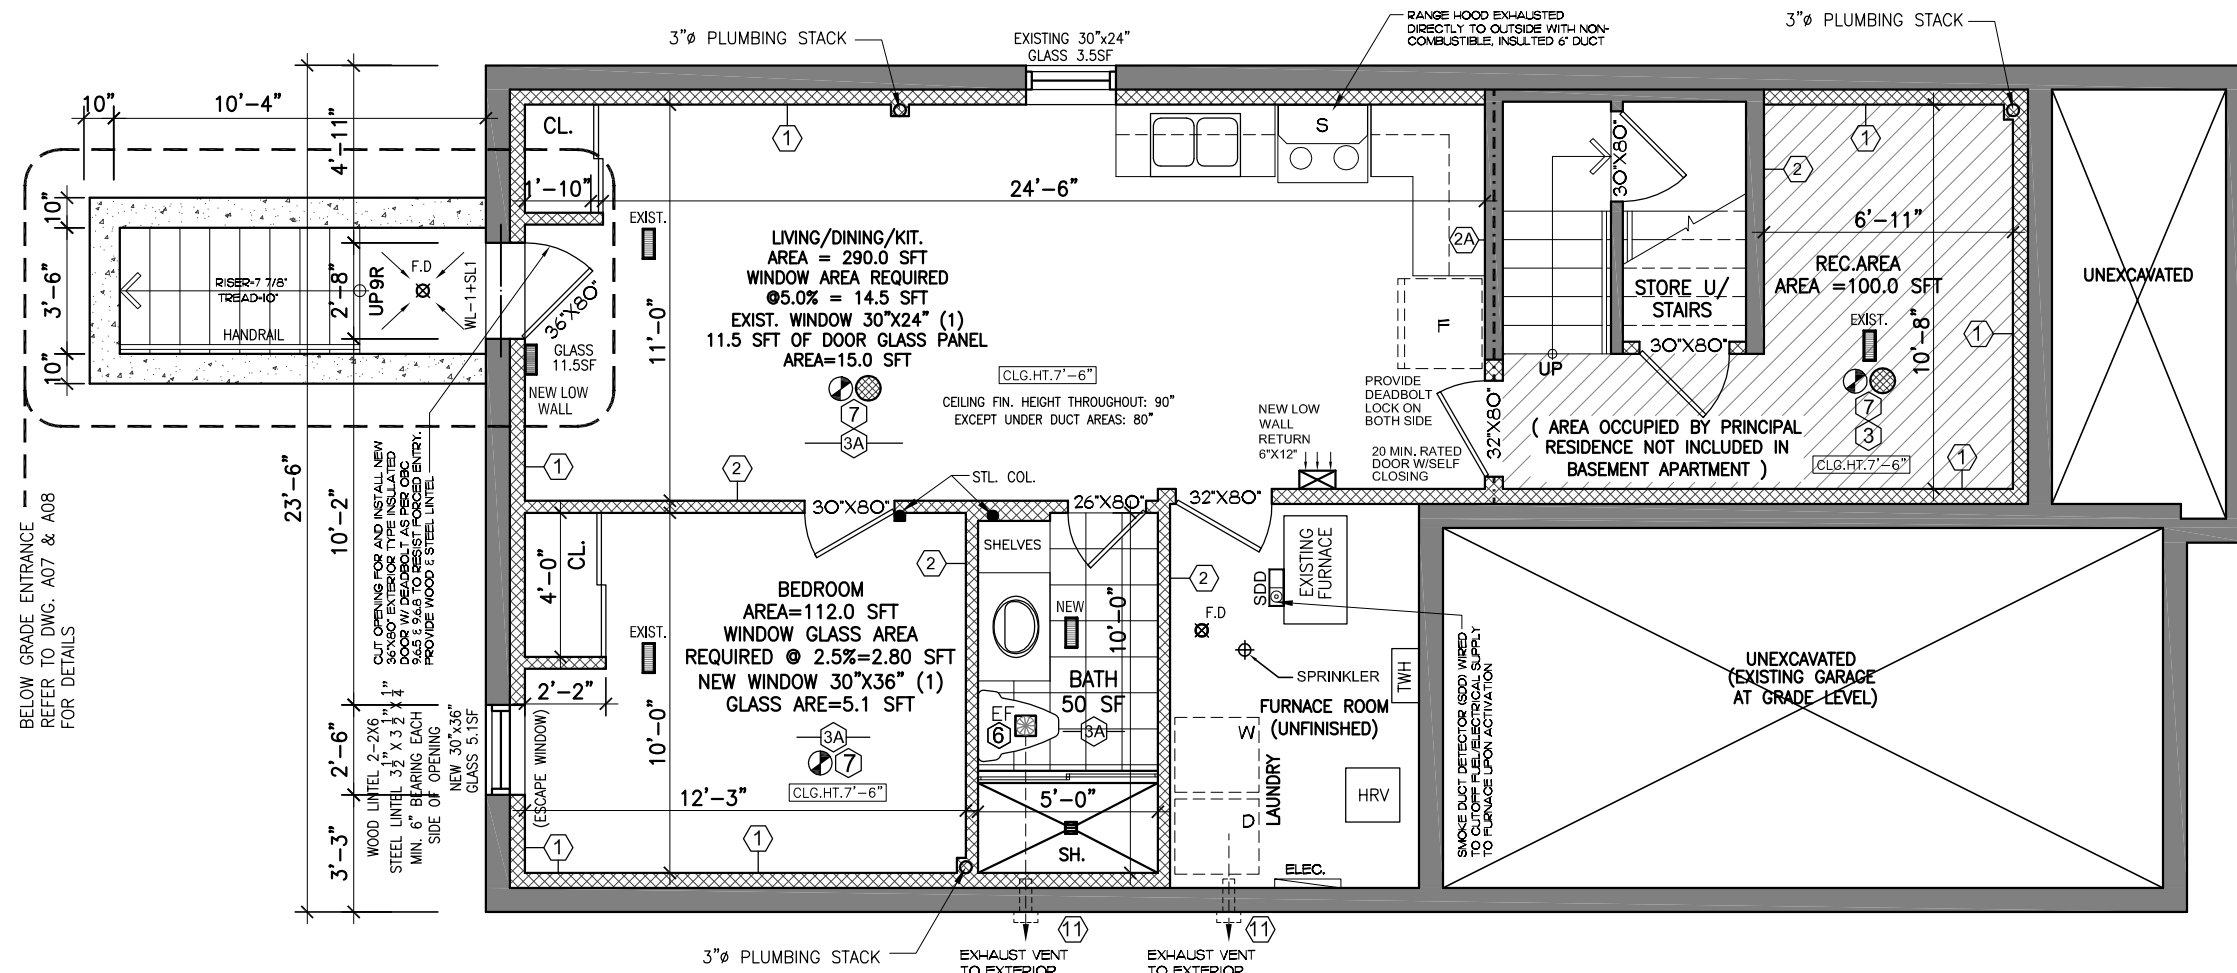 3"ø PLUMBING STACK
EXISTING 30"x24"
GLASS 3.5SF
RANGE HOOD EXHAUSTED
DIRECTLY TO OUTSIDE WITH NON-
COMBUSTIBLE, INSULTED 6" DUCT
3"ø PLUMBING STACK
10"
10'-4"
4'-11"
CL.
1'-10"
24'-6"
S
1
30"X80"
1
2
6'-11"
EXIST.
LIVING/DINING/KIT.
AREA = 290.0 SFT
WINDOW AREA REQUIRED
@5.0% = 14.5 SFT
EXIST. WINDOW 30"X24" (1)
11.5 SFT OF DOOR GLASS PANEL
AREA=15.0 SFT
7
3A
11'-0"
2A
F
CLG.HT.7'-6"
CEILING FIN. HEIGHT THROUGHOUT: 90"
EXCEPT UNDER DUCT AREAS: 80"
10"
3'-6"
10"
RISER=7 7/8"
TREAD=10"
HANDRAIL
UP9R
2'-8"
F.D
WL-1+SL1
36"X80"
GLASS
11.5SF
NEW LOW
WALL
STORE U/
STAIRS
30"X80"
UP
REC.AREA
AREA =100.0 SFT
EXIST.
10'-8"
1
7
3
CLG.HT.7'-6"
1
( AREA OCCUPIED BY PRINCIPAL
RESIDENCE NOT INCLUDED IN
BASEMENT APARTMENT )
UNEXCAVATED
PROVIDE
DEADBOLT
LOCK ON
BOTH SIDE
32"X80"
20 MIN. RATED
DOOR W/SELF
CLOSING
NEW LOW
WALL
RETURN
6"X12"
BELOW GRADE ENTRANCE
REFER TO DWG. A07 & A08
FOR DETAILS
23'-6"
10'-2"
CUT OPENING FOR AND INSTALL NEW
36"X80" EXTERIOR TYPE INSULATED
DOOR W/ DEADBOLT AS PER OBC
9.6.5 & 9.6.8 TO RESIST FORCED ENTRY.
PROVIDE WOOD & STEEL LINTEL
1
2
STL. COL.
30"X80"
26"X80"
32"X80"
4'-0"
CL.
2'-2"
EXIST.
BEDROOM
AREA=112.0 SFT
WINDOW GLASS AREA
REQUIRED @ 2.5%=2.80 SFT
NEW WINDOW 30"X36" (1)
GLASS ARE=5.1 SFT
3A
7
CLG.HT.7'-6"
10'-0"
12'-3"
2
SHELVES
NEW
10'-0"
BATH
50 SF
EF
6
3A
5'-0"
SH.
2
EXISTING
FURNACE
SDD
F.D
SPRINKLER
TWH
FURNACE ROOM
(UNFINISHED)
W
D
LAUNDRY
HRV
ELEC.
SMOKE DUCT DETECTOR (SDD) WIRED
TO CUTOFF FUEL/ELECTRICAL SUPPLY
TO FURNACE UPON ACTIVATION
UNEXCAVATED
(EXISTING GARAGE
AT GRADE LEVEL)
2'-6"
3'-3"
WOOD LINTEL 2-2X6
STEEL LINTEL 3 1/2" X 3 1/2" X 1/4"
MIN. 6" BEARING EACH
SIDE OF OPENING
NEW 30"x36"
GLASS 5.1SF
(ESCAPE WINDOW)
1
1
3"ø PLUMBING STACK
11
EXHAUST VENT
TO EXTERIOR
11
EXHAUST VENT
TO EXTERIOR